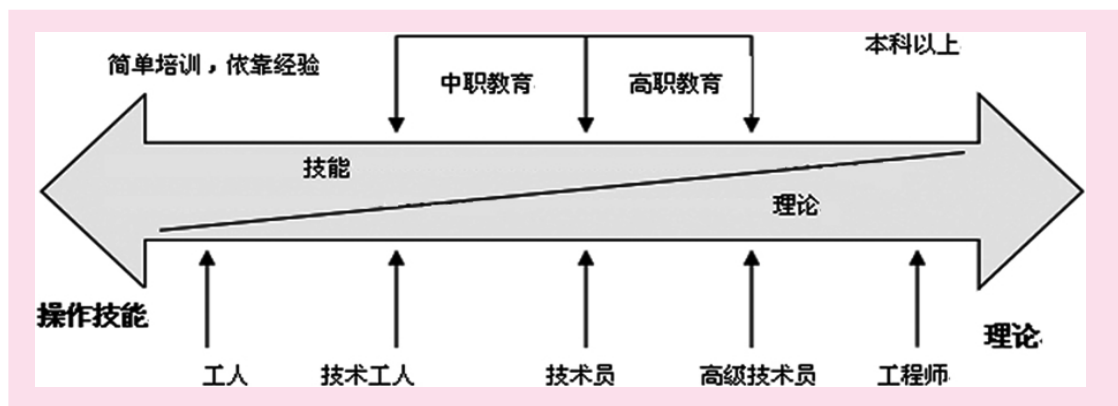 简单培训，依靠经验
中职教育
高职教育
本科以上
技能
理论
操作技能
理论
工人
技术工人
技术员
高级技术员
工程师